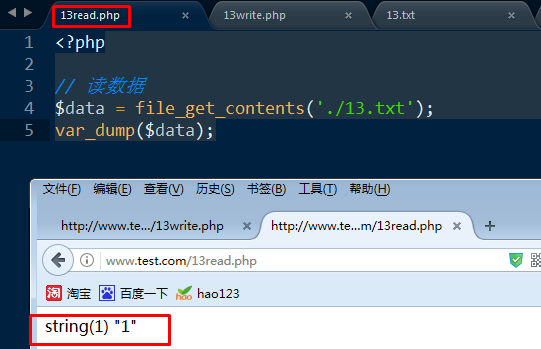 13read.php × 13write.php × 13.txt ×
1 <?php
2
3 // 读数据
4 $data = file_get_contents('./13.txt');
5 var_dump($data);
文件(F) 编辑(E) 查看(V) 历史(S) 书签(B) 工具(T) 帮助(H)
http://www.te.../13write.php × http://www.te...m/13read.php × +
www.test.com/13read.php
淘 淘宝 百度一下 hao hao123
string(1) "1"